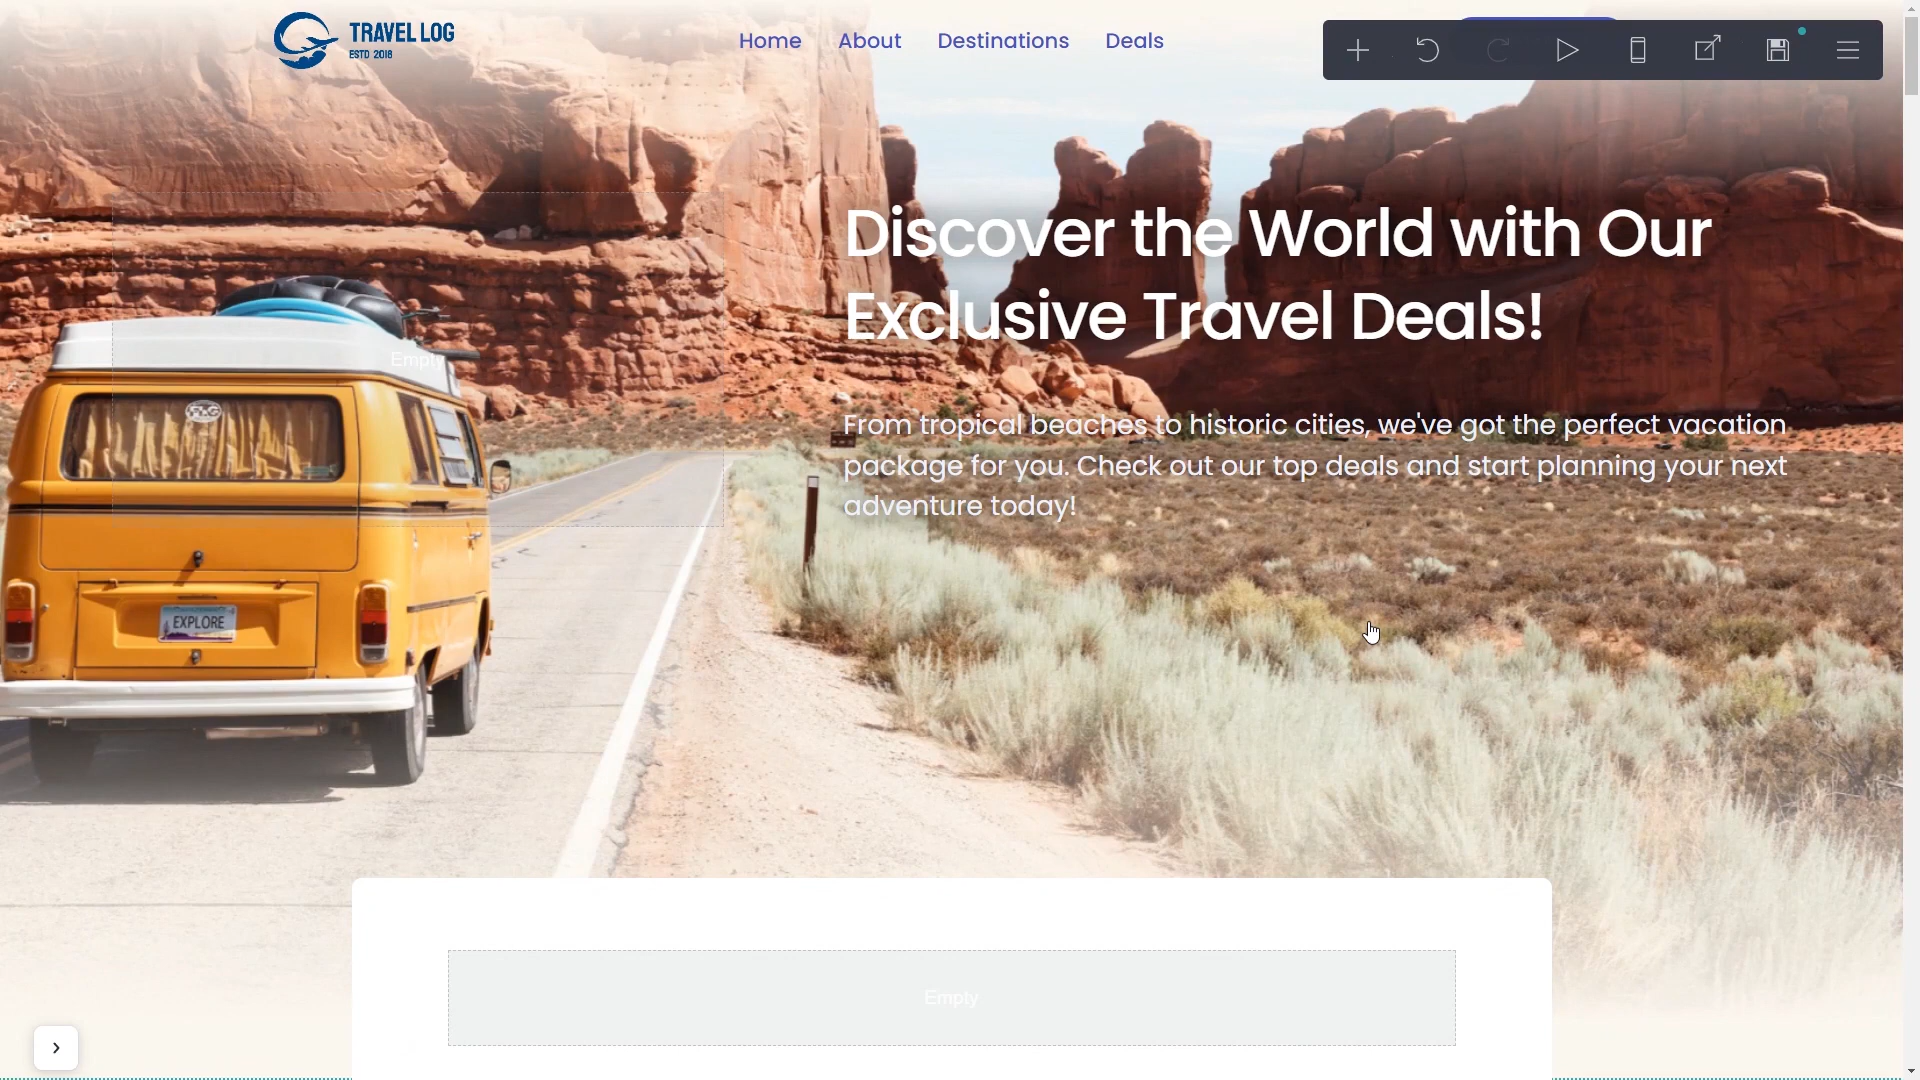 TRAVEL LOG
ESTD 2018
Home
About
Destinations
Deals
Discover the World with Our
Exclusive Travel Deals!
Empty
From tropical beaches to historic cities, we've got the perfect vacation
package for you. Check out our top deals and start planning your next
adventure today!
EXPLORE
Empty